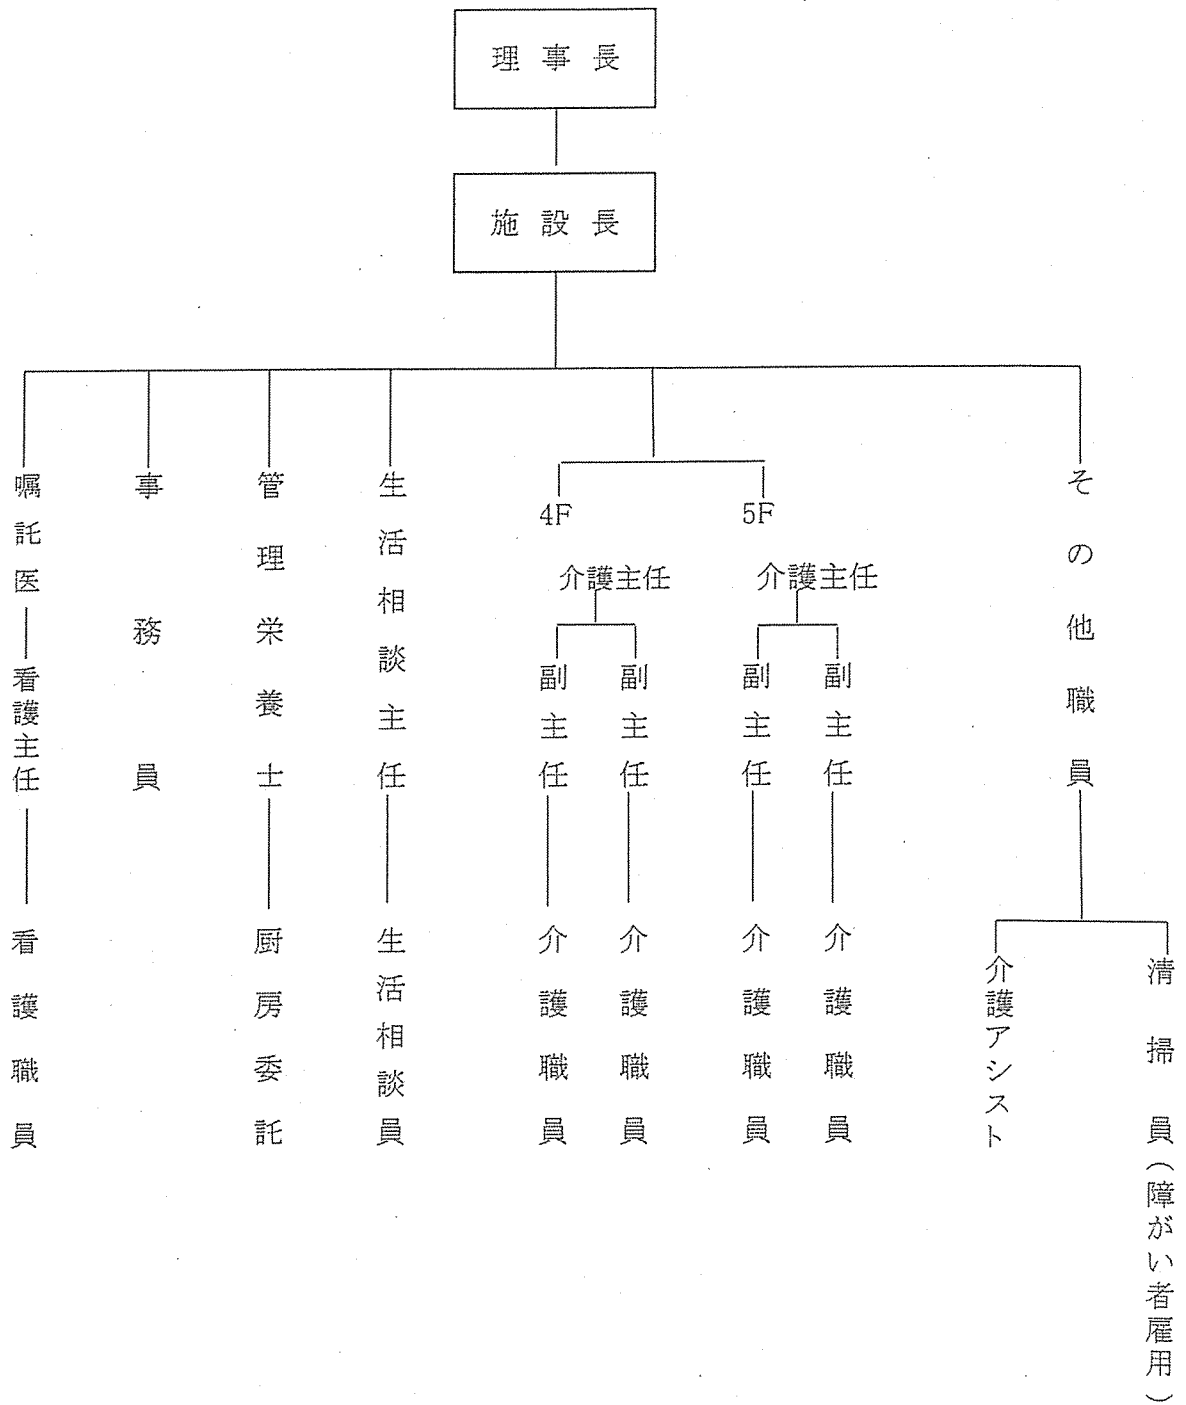 理事長
施設長
嘱託医
看護主任
看護職員
事務員
管理栄養士
厨房委託
生活相談主任
生活相談員
4F
介護主任
副主任
介護職員
副主任
介護職員
5F
介護主任
副主任
介護職員
副主任
介護職員
その他職員
介護アシスト
清掃員(障がい者雇用)